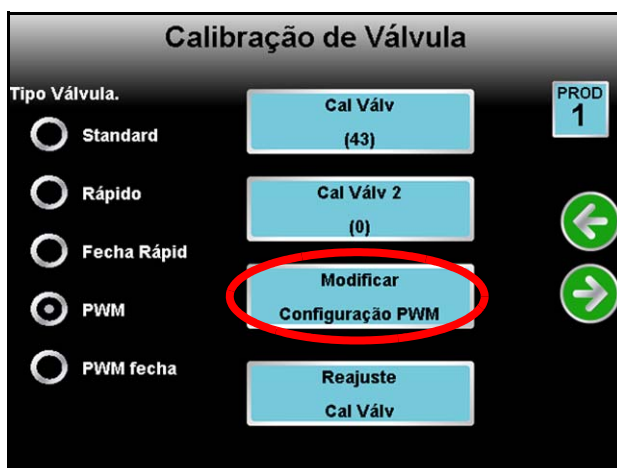 Calibração de Válvula
Tipo Válvula.
Standard
Rápido
Fecha Rápid
PWM
PWM fecha
Cal Válv
(43)
Cal Válv 2
(0)
Modificar
Configuração PWM
Reajuste
Cal Válv
PROD
1